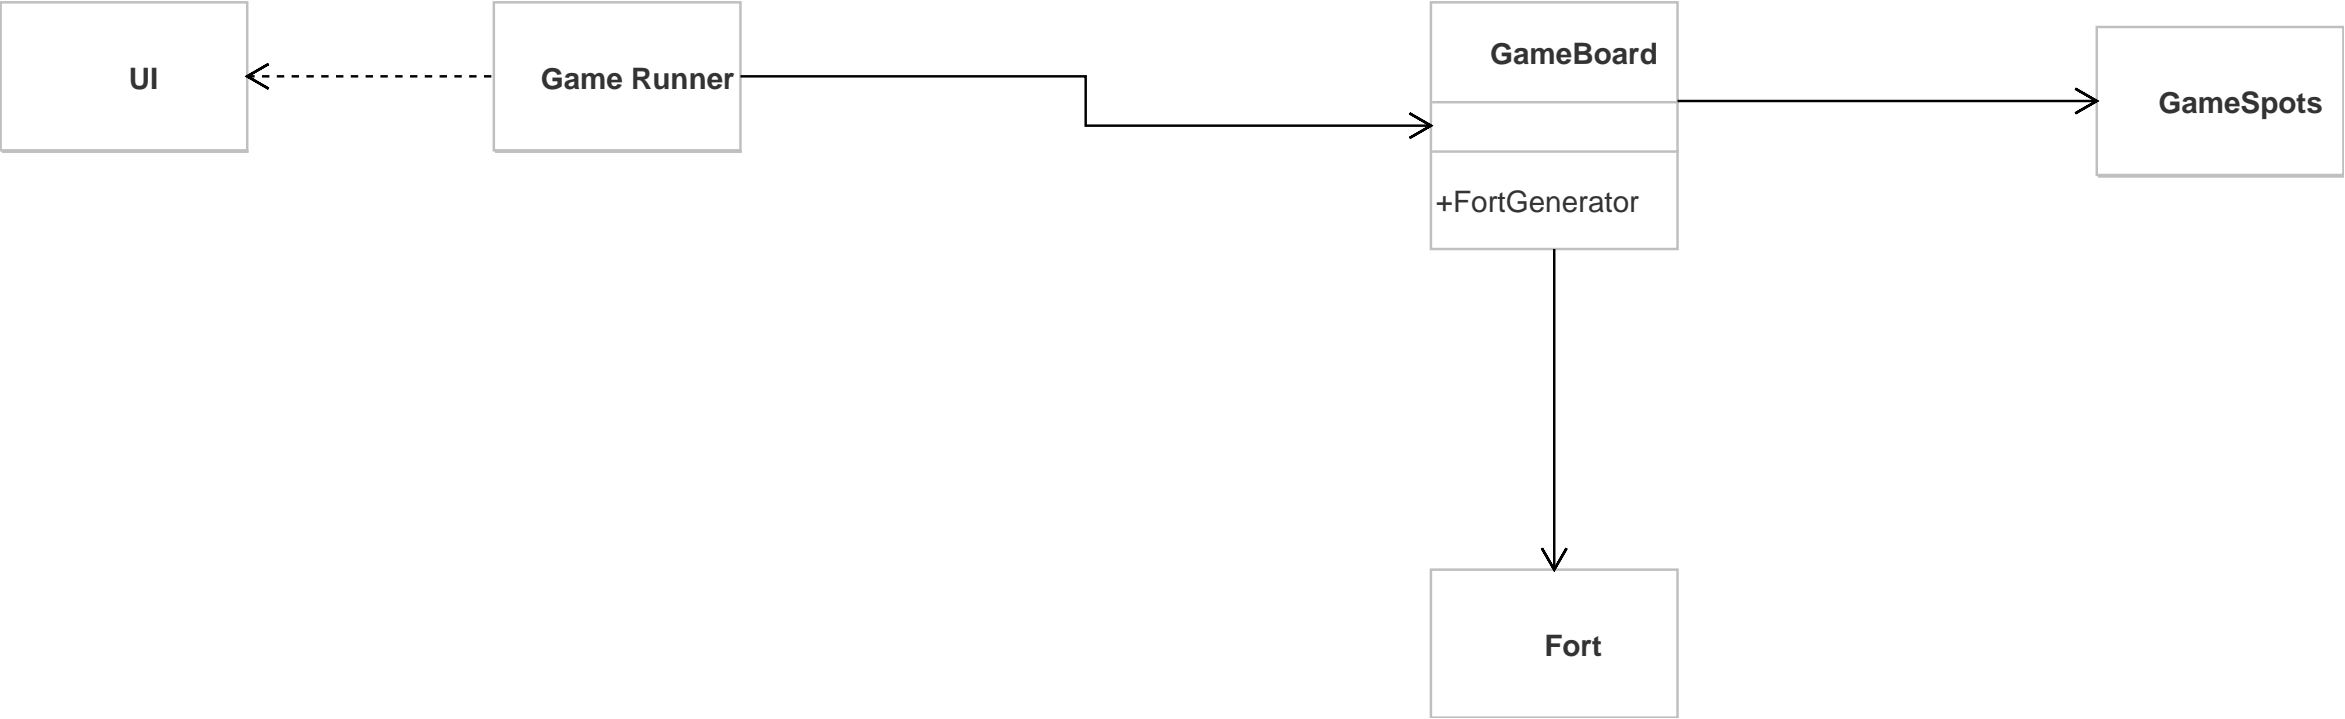 UI
Game Runner
GameBoard
+FortGenerator
GameSpots
Fort